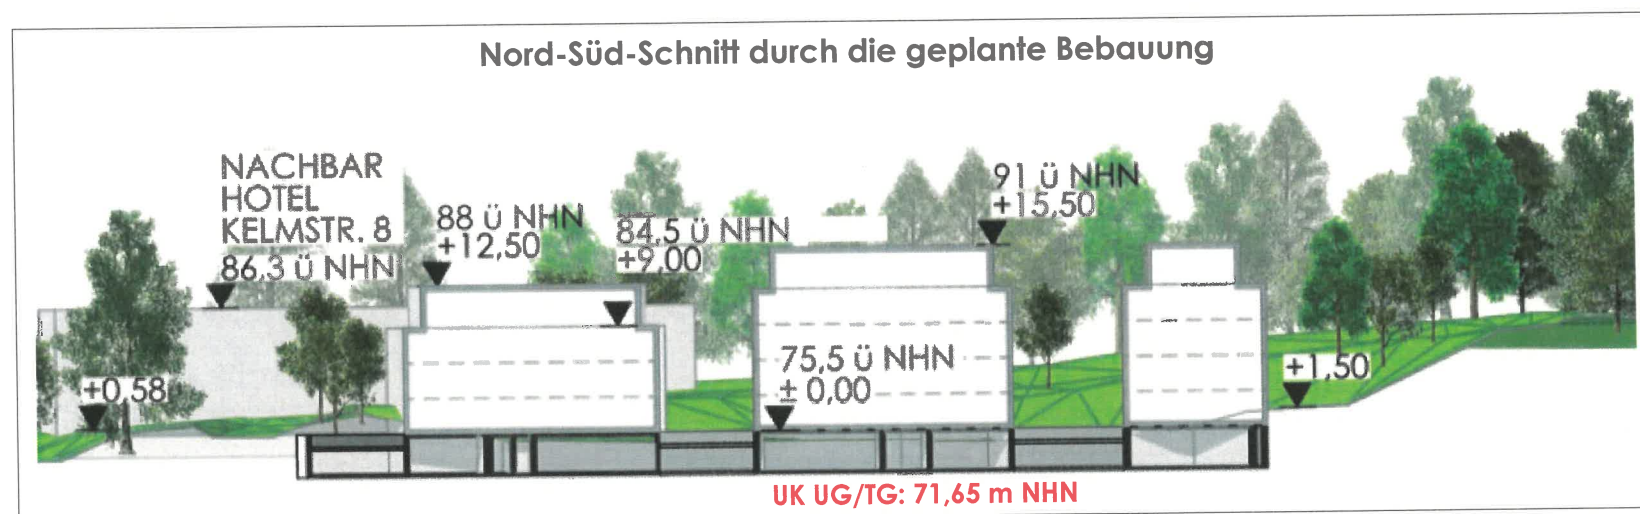 Nord-Süd-Schnitt durch die geplante Bebauung
NACHBAR
HOTEL
KELMSTR. 8
86,3 Ü NHN
88 Ü NHN
+12,50
84,5 Ü NHN
+9,00
91 Ü NHN
+15,50
75,5 Ü NHN
± 0,00
+0,58
+1,50
UK UG/TG: 71,65 m NHN